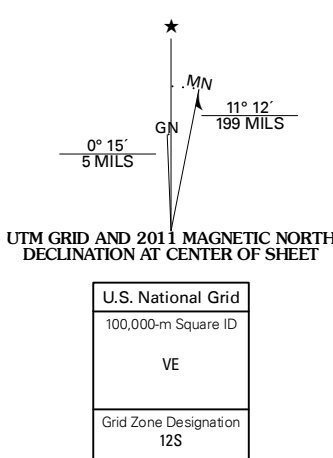 ★
MN
GN
11° 12´
199 MILS
0° 15´
5 MILS
UTM GRID AND 2011 MAGNETIC NORTH
DECLINATION AT CENTER OF SHEET
U.S. National Grid
100,000-m Square ID
VE
Grid Zone Designation
12S